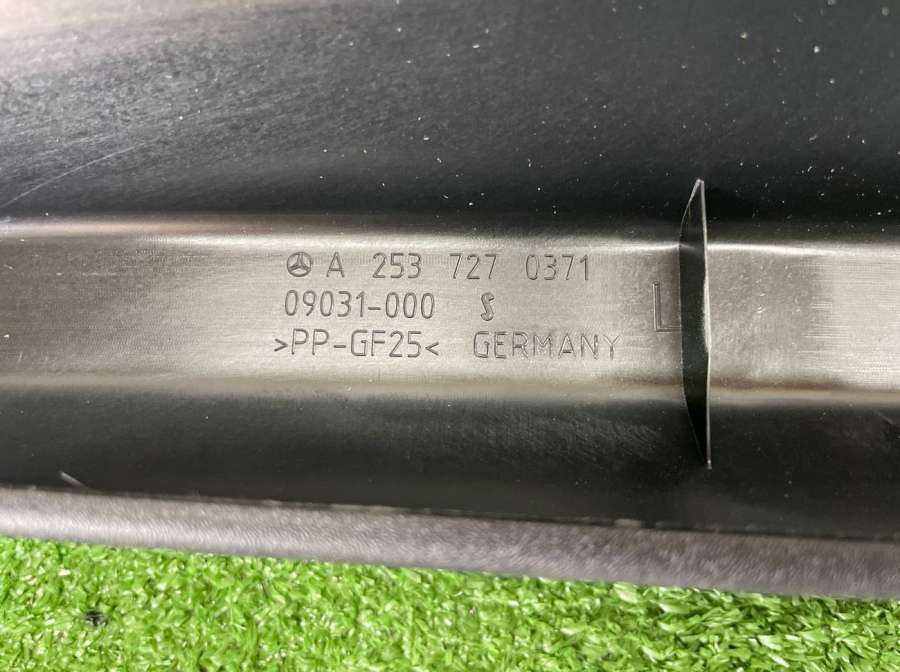 A 253 727 0371
09031-000
>PP-GF25< GERMANY
L